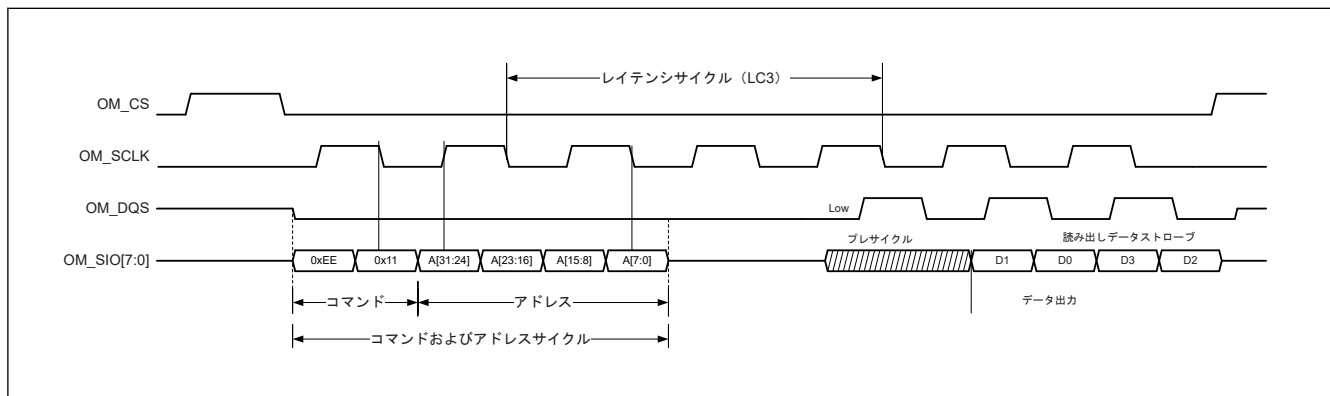 レイテンシサイクル（LC3）
OM_CS
OM_SCLK
OM_DQS
Low
プレサイクル
読み出しデータストローブ
OM_SIO[7:0]
0xEE 0x11 A[31:24] A[23:16] A[15:8] A[7:0] D1 D0 D3 D2
コマンド アドレス データ出力
コマンドおよびアドレスサイクル